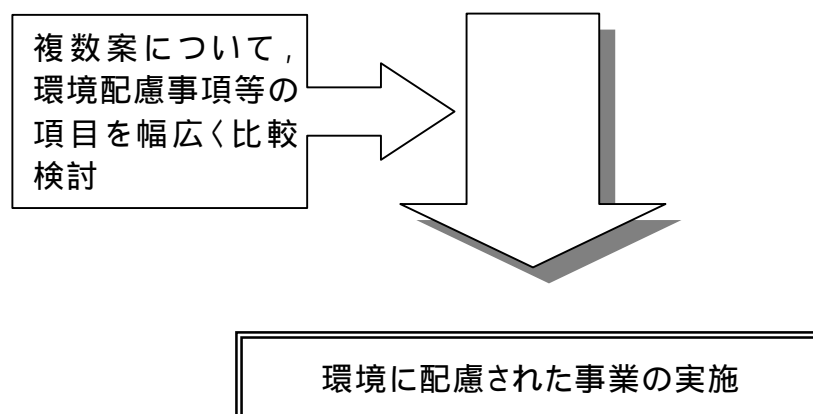 複数案について，
環境配慮事項等の
項目を幅広く比較
検討
環境に配慮された事業の実施